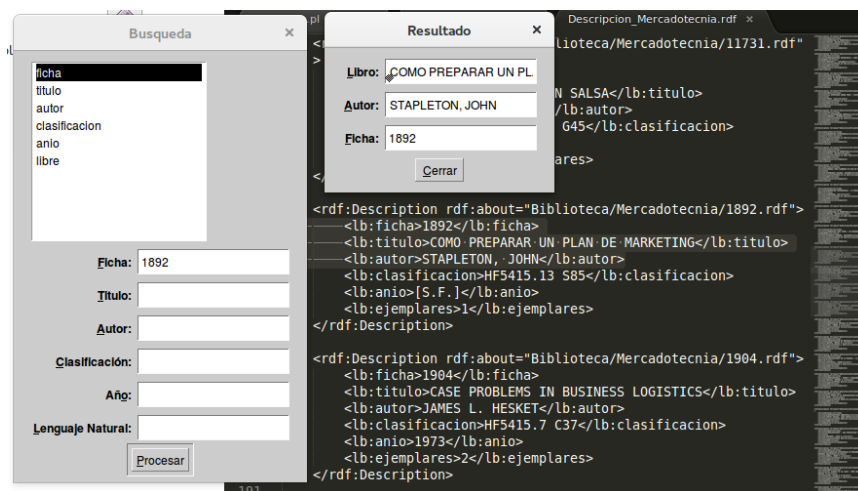 Busqueda
×
ficha
titulo
autor
clasificacion
anio
libre
Ficha: 1892
Titulo:
Autor:
Clasificación:
Año:
Lenguaje Natural:
Procesar
Resultado
×
Libro: COMO PREPARAR UN PL
Autor: STAPLETON, JOHN
Ficha: 1892
Cerrar
.pl
Descripcion_Mercadotecnia.rdf ×
lioteca/Mercadotecnia/11731.rdf"
>
N SALSA</lb:titulo>
/lb:autor>
G45</lb:clasificacion>
ares>
<rdf:Description rdf:about="Biblioteca/Mercadotecnia/1892.rdf">
<lb:ficha>1892</lb:ficha>
<lb:titulo>COMO·PREPARAR·UN·PLAN·DE·MARKETING</lb:titulo>
<lb:autor>STAPLETON,·JOHN</lb:autor>
<lb:clasificacion>HF5415.13 S85</lb:clasificacion>
<lb:anio>[S.F.]</lb:anio>
<lb:ejemplares>1</lb:ejemplares>
</rdf:Description>
<rdf:Description rdf:about="Biblioteca/Mercadotecnia/1904.rdf">
<lb:ficha>1904</lb:ficha>
<lb:titulo>CASE PROBLEMS IN BUSINESS LOGISTICS</lb:titulo>
<lb:autor>JAMES L. HESKET</lb:autor>
<lb:clasificacion>HF5415.7 C37</lb:clasificacion>
<lb:anio>1973</lb:anio>
<lb:ejemplares>2</lb:ejemplares>
</rdf:Description>